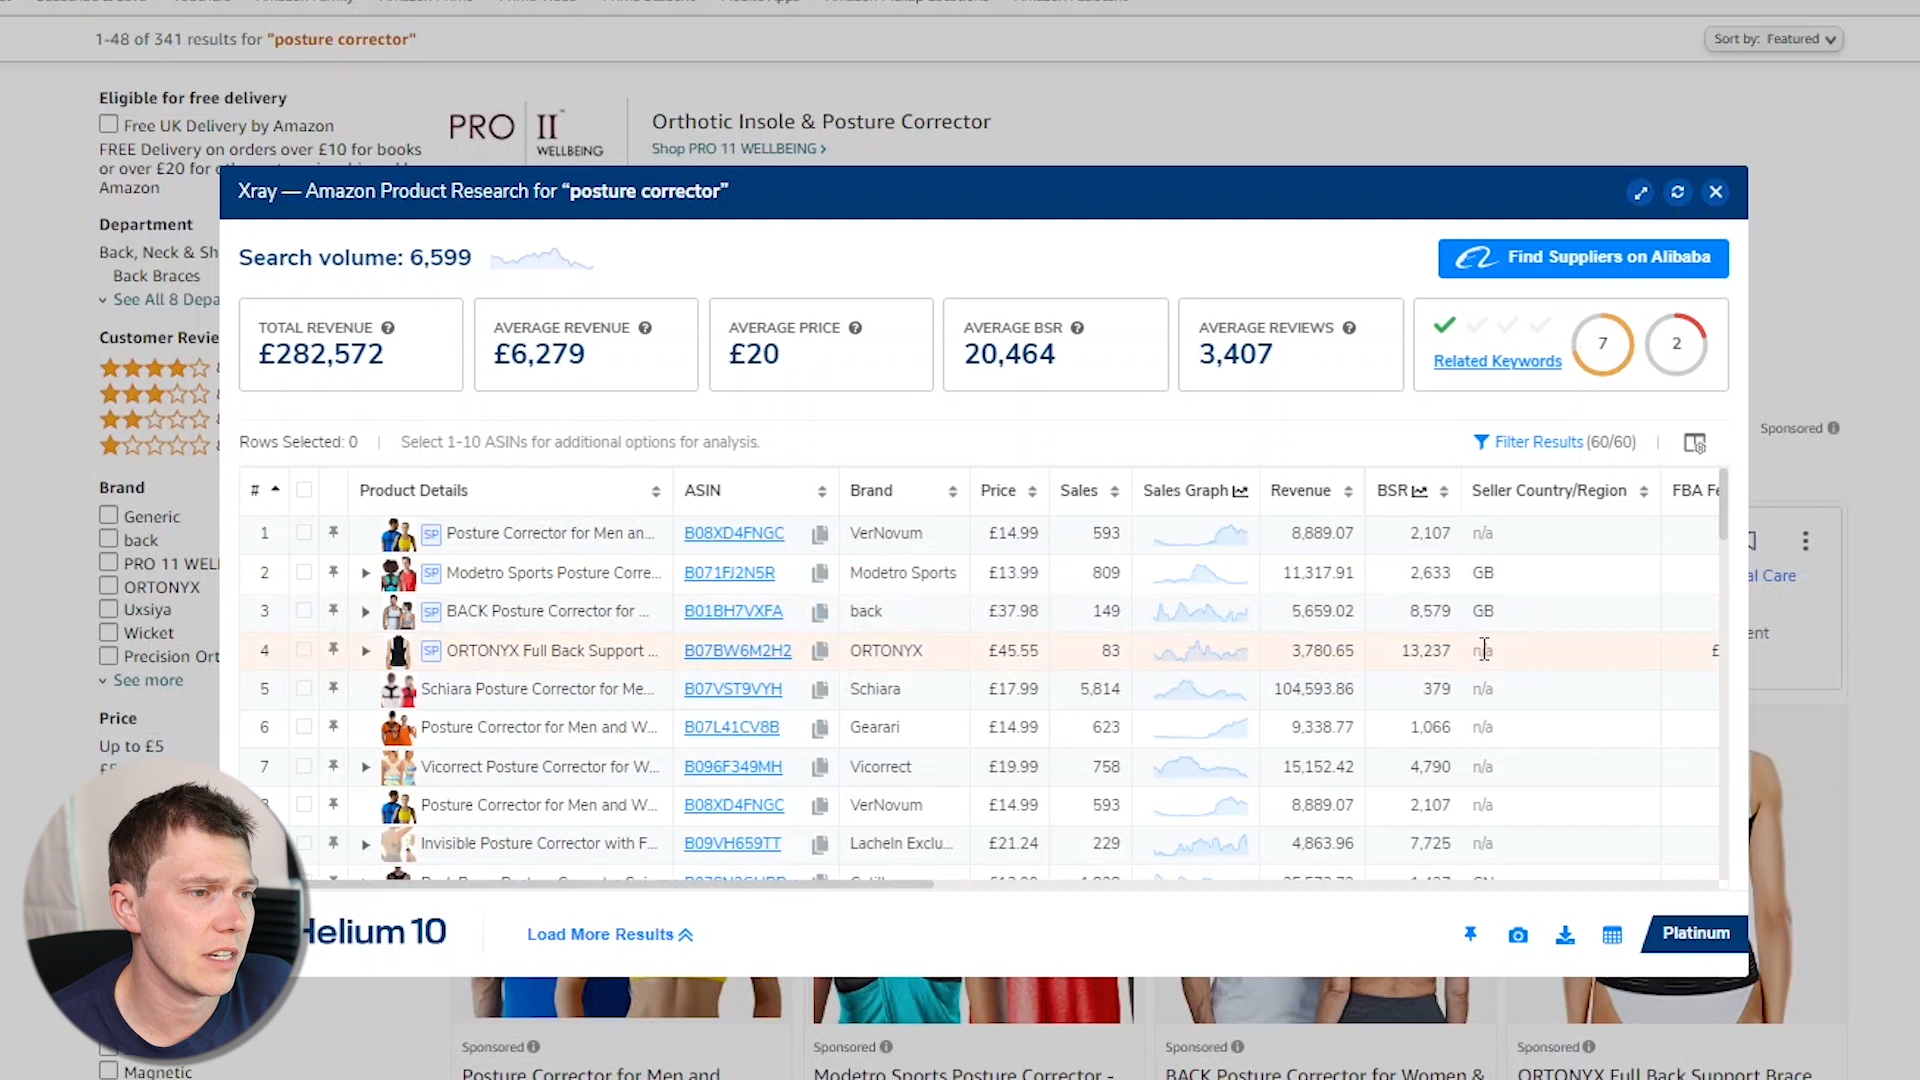 1-48 of 341 results for "posture corrector"
Sort by: Featured
Eligible for free delivery
Free UK Delivery by Amazon
FREE Delivery on orders over £10 for books
or over £20 for
Amazon
Department
Back, Neck & Sh
Back Braces
See All 8 Depa
Customer Revie
Brand
Generic
back
PRO 11 WEL
ORTONYX
Uxsiya
Wicket
Precision Ort
See more
Price
Up to £5
Magnetic
PRO II™ WELLBEING
Orthotic Insole & Posture Corrector
Shop PRO 11 WELLBEING ›
Xray — Amazon Product Research for “posture corrector”
Search volume: 6,599
Find Suppliers on Alibaba
TOTAL REVENUE
£282,572
AVERAGE REVENUE
£6,279
AVERAGE PRICE
£20
AVERAGE BSR
20,464
AVERAGE REVIEWS
3,407
Related Keywords
7
2
Rows Selected: 0 | Select 1-10 ASINs for additional options for analysis.
Filter Results (60/60)
Sponsored
# Product Details ASIN Brand Price Sales Sales Graph Revenue BSR Seller Country/Region FBA Fe
1 SP Posture Corrector for Men an... B08XD4FNGC VerNovum £14.99 593 8,889.07 2,107 n/a
2 SP Modetro Sports Posture Corre... B071FJ2N5R Modetro Sports £13.99 809 11,317.91 2,633 GB
3 SP BACK Posture Corrector for ... B01BH7VXFA back £37.98 149 5,659.02 8,579 GB
4 SP ORTONYX Full Back Support ... B07BW6M2H2 ORTONYX £45.55 83 3,780.65 13,237 n/a £
5 Schiara Posture Corrector for Me... B07VST9VYH Schiara £17.99 5,814 104,593.86 379 n/a
6 Posture Corrector for Men and W... B07L41CV8B Gearari £14.99 623 9,338.77 1,066 n/a
7 Vicorrect Posture Corrector for W... B096F349MH Vicorrect £19.99 758 15,152.42 4,790 n/a
8 Posture Corrector for Men and W... B08XD4FNGC VerNovum £14.99 593 8,889.07 2,107 n/a
Invisible Posture Corrector with F... B09VH659TT Lacheln Exclu... £21.24 229 4,863.96 7,725 n/a
al Care
ent
Helium 10
Load More Results
Platinum
Sponsored
Posture Corrector for Men and
Sponsored
Modetro Sports Posture Corrector -
Sponsored
BACK Posture Corrector for Women &
Sponsored
ORTONYX Full Back Support Brace